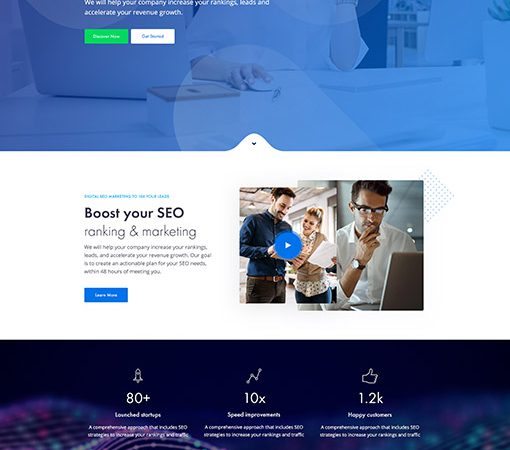 We will help your company increase your rankings, leads and
accelerate your revenue growth.
Discover Now
Get Started
DIGITAL SEO MARKETING TO 10X YOUR LEADS
Boost your SEO
ranking & marketing
We will help your company increase your rankings,
leads, and accelerate your revenue growth. Our goal
is to create an actionable plan for your SEO needs,
within 48 hours of meeting you.
Learn More
80+
Launched startups
A comprehensive approach that includes SEO
strategies to increase your rankings and traffic
10x
Speed improvements
A comprehensive approach that includes SEO
strategies to increase your rankings and traffic
1.2k
Happy customers
A comprehensive approach that includes SEO
strategies to increase your rankings and traffic